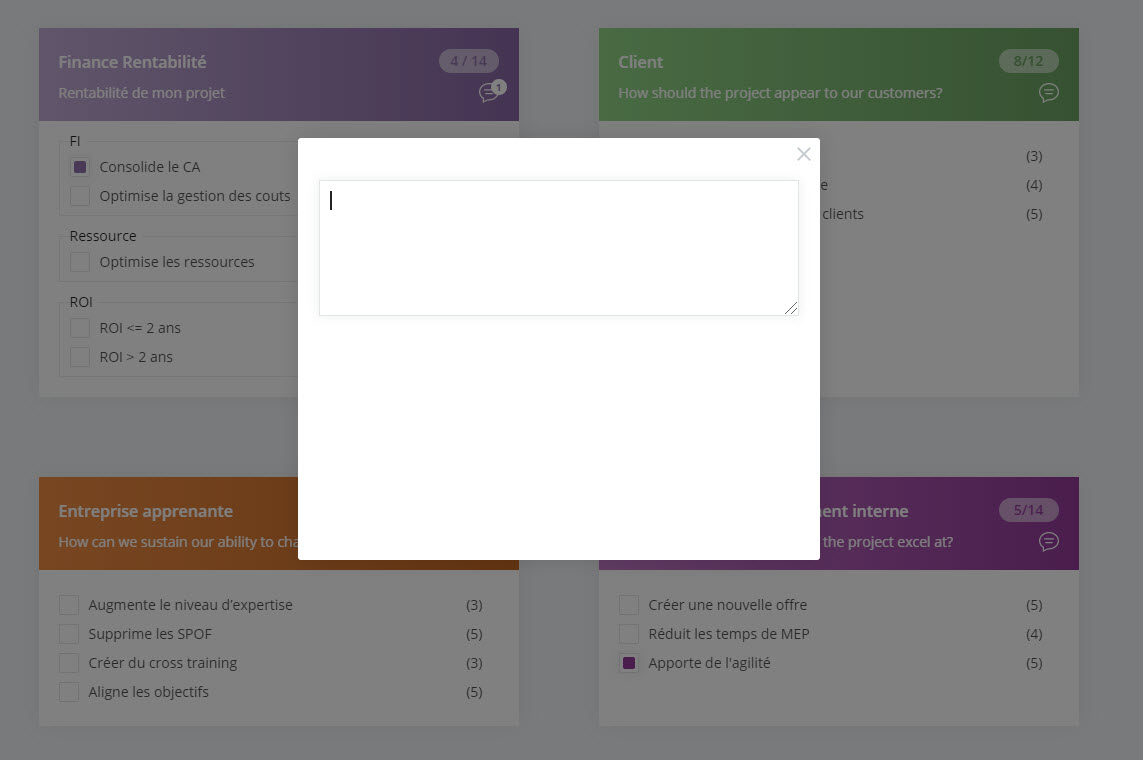 Finance Rentabilité
4 / 14
Rentabilité de mon projet
1
FI
Consolide le CA
Optimise la gestion des couts
Ressource
Optimise les ressources
ROI
ROI <= 2 ans
ROI > 2 ans
Client
8/12
How should the project appear to our customers?
(3)
(4)
clients
(5)
Entreprise apprenante
How can we sustain our ability to
Augmente le niveau d'expertise
(3)
Supprime les SPOF
(5)
Créer du cross training
(3)
Aligne les objectifs
(5)
interne
5/14
the project excel at?
Créer une nouvelle offre
(5)
Réduit les temps de MEP
(4)
Apporte de l'agilité
(5)